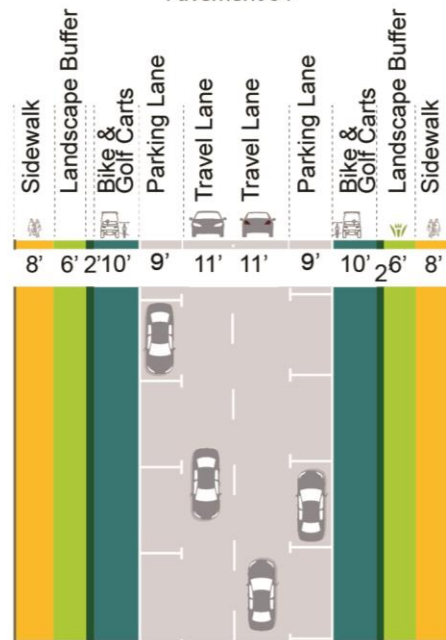 Sidewalk
Landscape Buffer
Bike &
Golf Carts
Parking Lane
Travel Lane
Travel Lane
Parking Lane
Bike &
Golf Carts
Landscape Buffer
Sidewalk
8' 6' 2' 10' 9' 11' 11' 9' 10' 2' 6' 8'